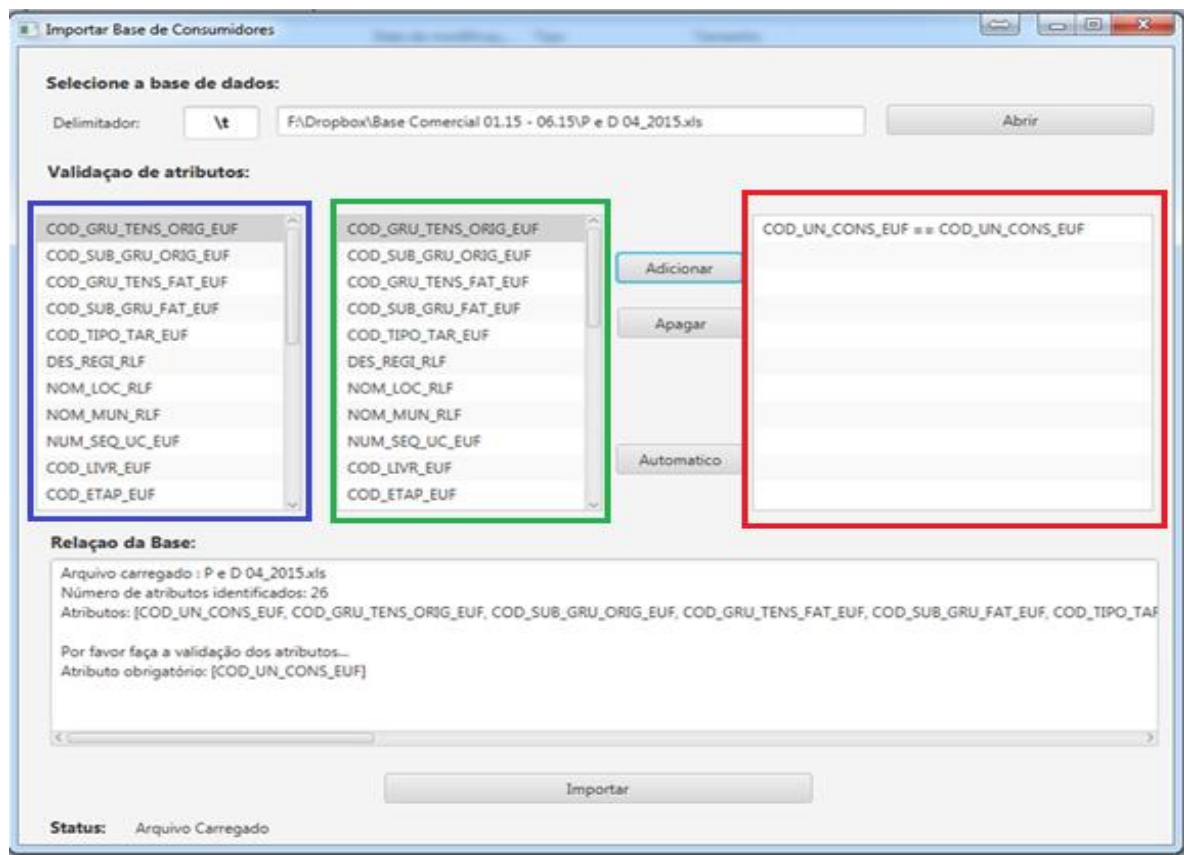 Importar Base de Consumidores
Selecione a base de dados:
Delimitador: \t F:\Dropbox\Base Comercial 01.15 - 06.15\P e D 04_2015.xls Abrir
Validaçao de atributos:
COD_GRU_TENS_ORIG_EUF
COD_SUB_GRU_ORIG_EUF
COD_GRU_TENS_FAT_EUF
COD_SUB_GRU_FAT_EUF
COD_TIPO_TAR_EUF
DES_REGI_RLF
NOM_LOC_RLF
NOM_MUN_RLF
NUM_SEQ_UC_EUF
COD_LIVR_EUF
COD_ETAP_EUF
COD_GRU_TENS_ORIG_EUF
COD_SUB_GRU_ORIG_EUF
COD_GRU_TENS_FAT_EUF
COD_SUB_GRU_FAT_EUF
COD_TIPO_TAR_EUF
DES_REGI_RLF
NOM_LOC_RLF
NOM_MUN_RLF
NUM_SEQ_UC_EUF
COD_LIVR_EUF
COD_ETAP_EUF
Adicionar
Apagar
Automatico
COD_UN_CONS_EUF == COD_UN_CONS_EUF
Relaçao da Base:
Arquivo carregado : P e D 04_2015.xls
Número de atributos identificados: 26
Atributos: [COD_UN_CONS_EUF, COD_GRU_TENS_ORIG_EUF, COD_SUB_GRU_ORIG_EUF, COD_GRU_TENS_FAT_EUF, COD_SUB_GRU_FAT_EUF, COD_TIPO_TAR
Por favor faça a validação dos atributos...
Atributo obrigatório: [COD_UN_CONS_EUF]
Importar
Status: Arquivo Carregado